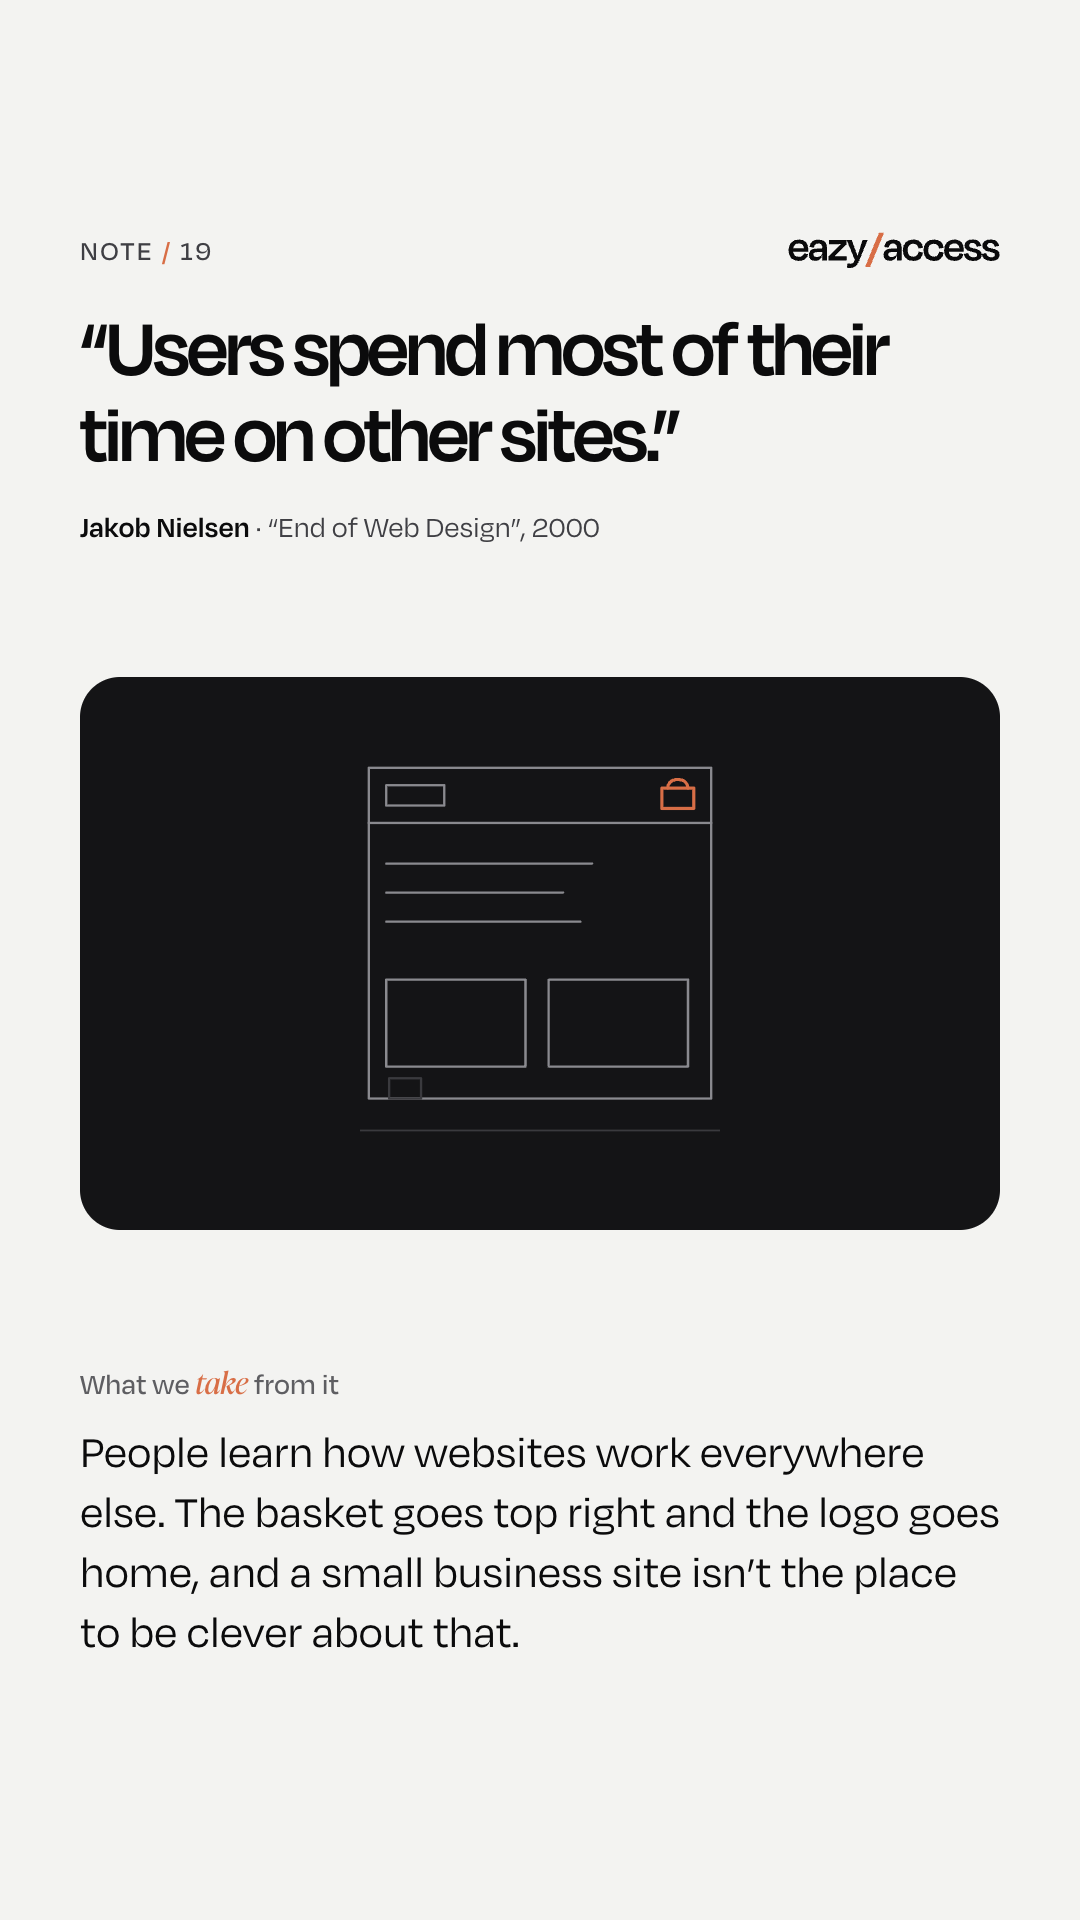 NOTE / 19
eazy/access
“Users spend most of their
time on other sites.”
Jakob Nielsen · “End of Web Design”, 2000
What we take from it
People learn how websites work everywhere
else. The basket goes top right and the logo goes
home, and a small business site isn’t the place
to be clever about that.